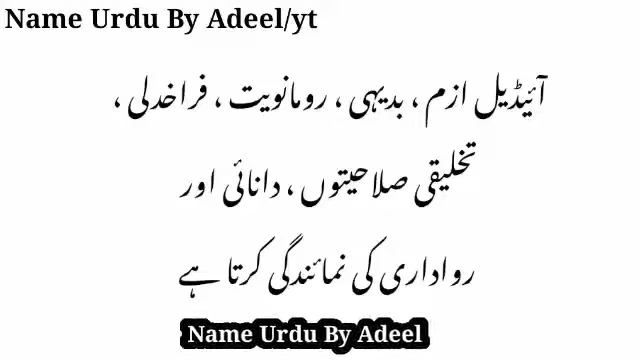 Name Urdu By Adeel/yt
آئیڈیل ازم ، بدیہی ، رومانویت ، فراخدلی ،
تخلیقی صلاحیتوں ، دانائی اور
رواداری کی نمائندگی کرتا ہے
Name Urdu By Adeel